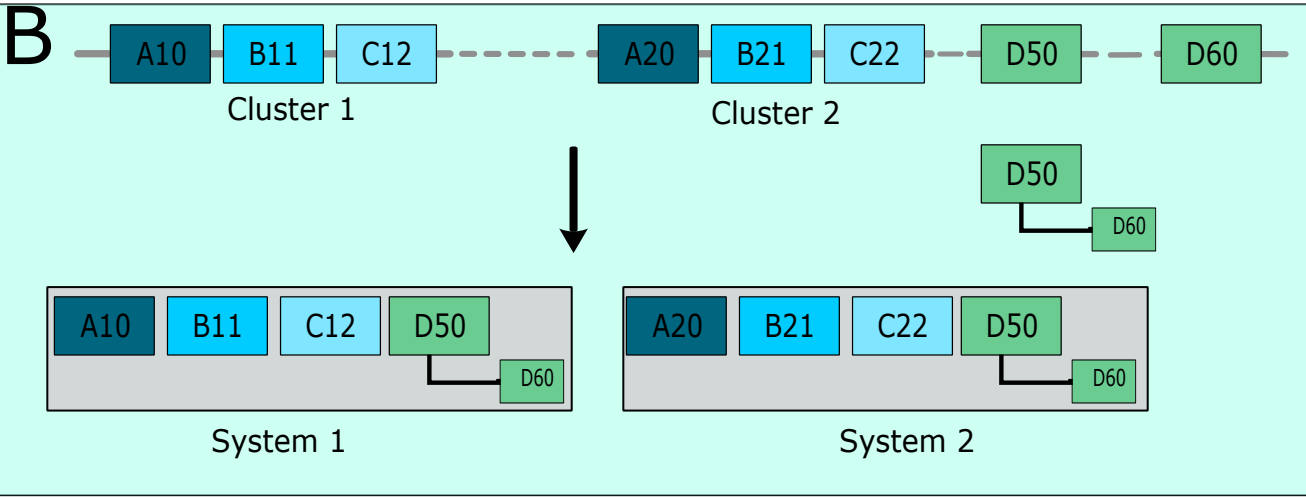 B
A10 B11 C12 A20 B21 C22 D50 D60
Cluster 1 Cluster 2
D50
D60
A10 B11 C12 D50 A20 B21 C22 D50
D60 D60
System 1 System 2